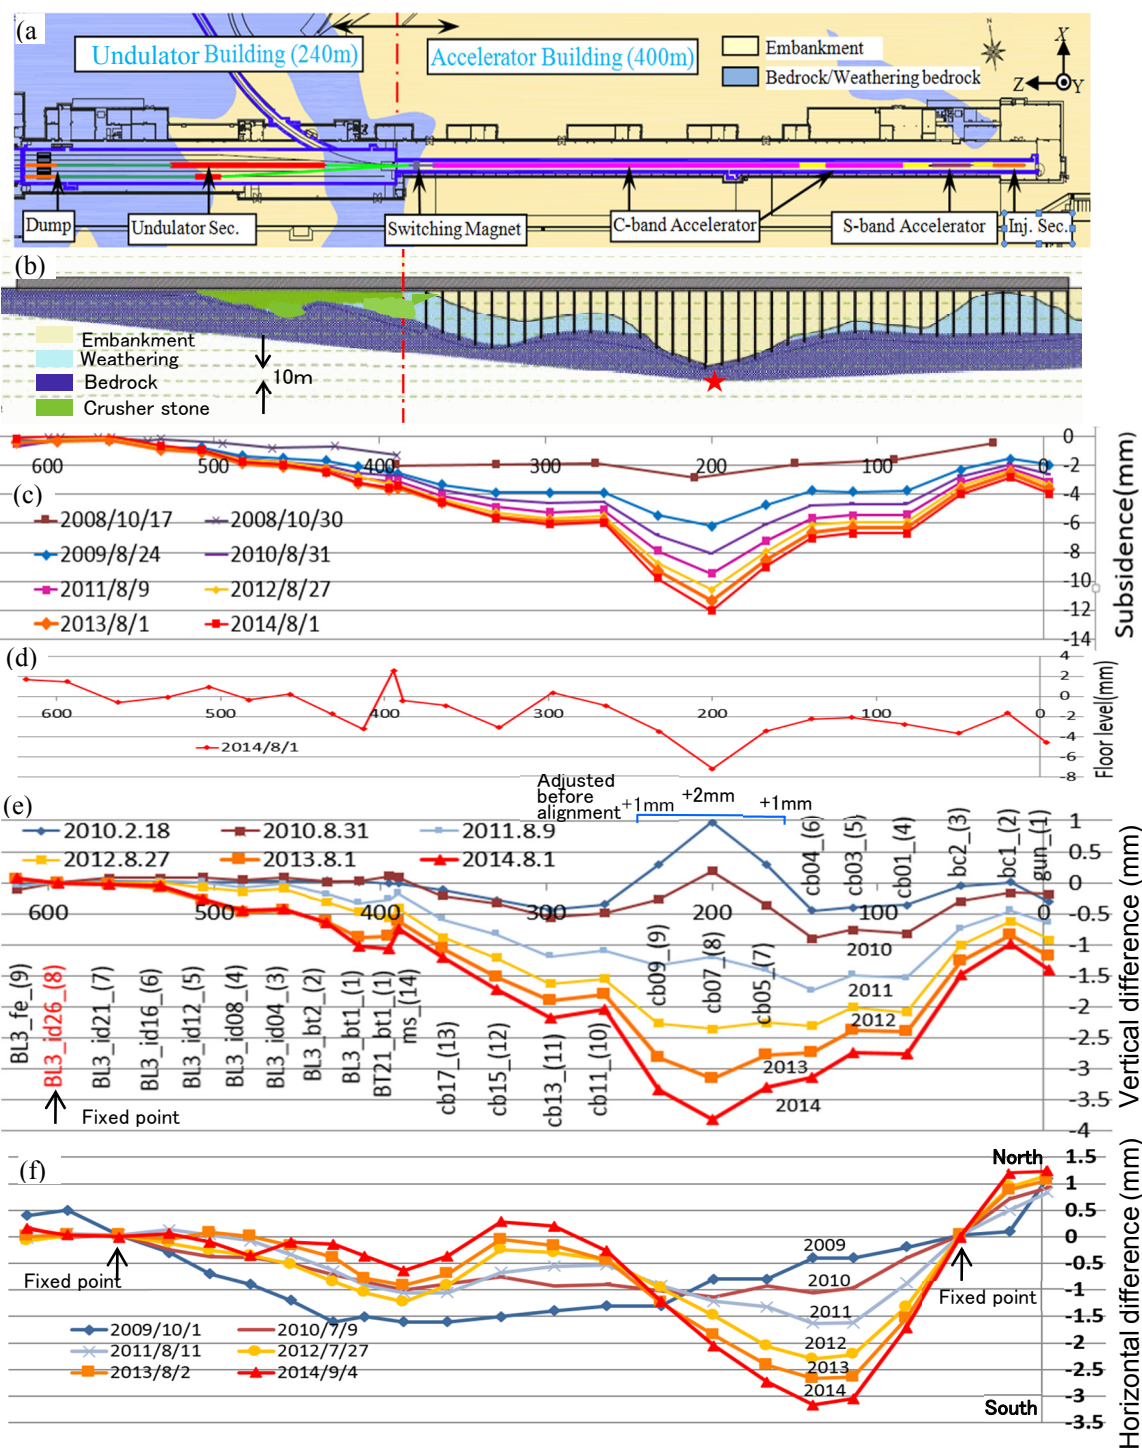 (a
Undulator Building (240m)
Accelerator Building (400m)
Embankment
Bedrock/Weathering bedrock
N
X
Z
Y
Dump
Undulator Sec.
Switching Magnet
C-band Accelerator
S-band Accelerator
Inj. Sec.
(b)
Embankment
Weathering
Bedrock
Crusher stone
10m
(c)
600 500 400 300 200 100 0
0
-2
-4
-6
-8
-10
-12
-14
Subsidence(mm)
2008/10/17 2008/10/30
2009/8/24 2010/8/31
2011/8/9 2012/8/27
2013/8/1 2014/8/1
(d)
600 500 400 300 200 100 0
4
2
0
-2
-4
-6
-8
Floor level(mm)
2014/8/1
(e)
Adjusted
before
alignment
+1mm
+2mm
+1mm
2010.2.18 2010.8.31 2011.8.9
2012.8.27 2013.8.1 2014.8.1
600 500 400 300 200 100 0
1
0.5
0
-0.5
-1
-1.5
-2
-2.5
-3
-3.5
-4
Vertical difference (mm)
BL3_fe_(9)
BL3_id26_(8)
BL3_id21_(7)
BL3_id16_(6)
BL3_id12_(5)
BL3_id08_(4)
BL3_id04_(3)
BL3_bt2_(2)
BL3_bt1_(1)
BT21_bt1_(1)
ms_(14)
cb17_(13)
cb15_(12)
cb13_(11)
cb11_(10)
cb09_(9)
cb07_(8)
cb05_(7)
cb04_(6)
cb03_(5)
cb01_(4)
bc2_(3)
bc1_(2)
gun_(1)
2010
2011
2012
2013
2014
Fixed point
(f)
North
1.5
1
0.5
0
-0.5
-1
-1.5
-2
-2.5
-3
-3.5
South
Horizontal difference (mm)
Fixed point
Fixed point
2009
2010
2011
2012
2013
2014
2009/10/1 2010/7/9
2011/8/11 2012/7/27
2013/8/2 2014/9/4